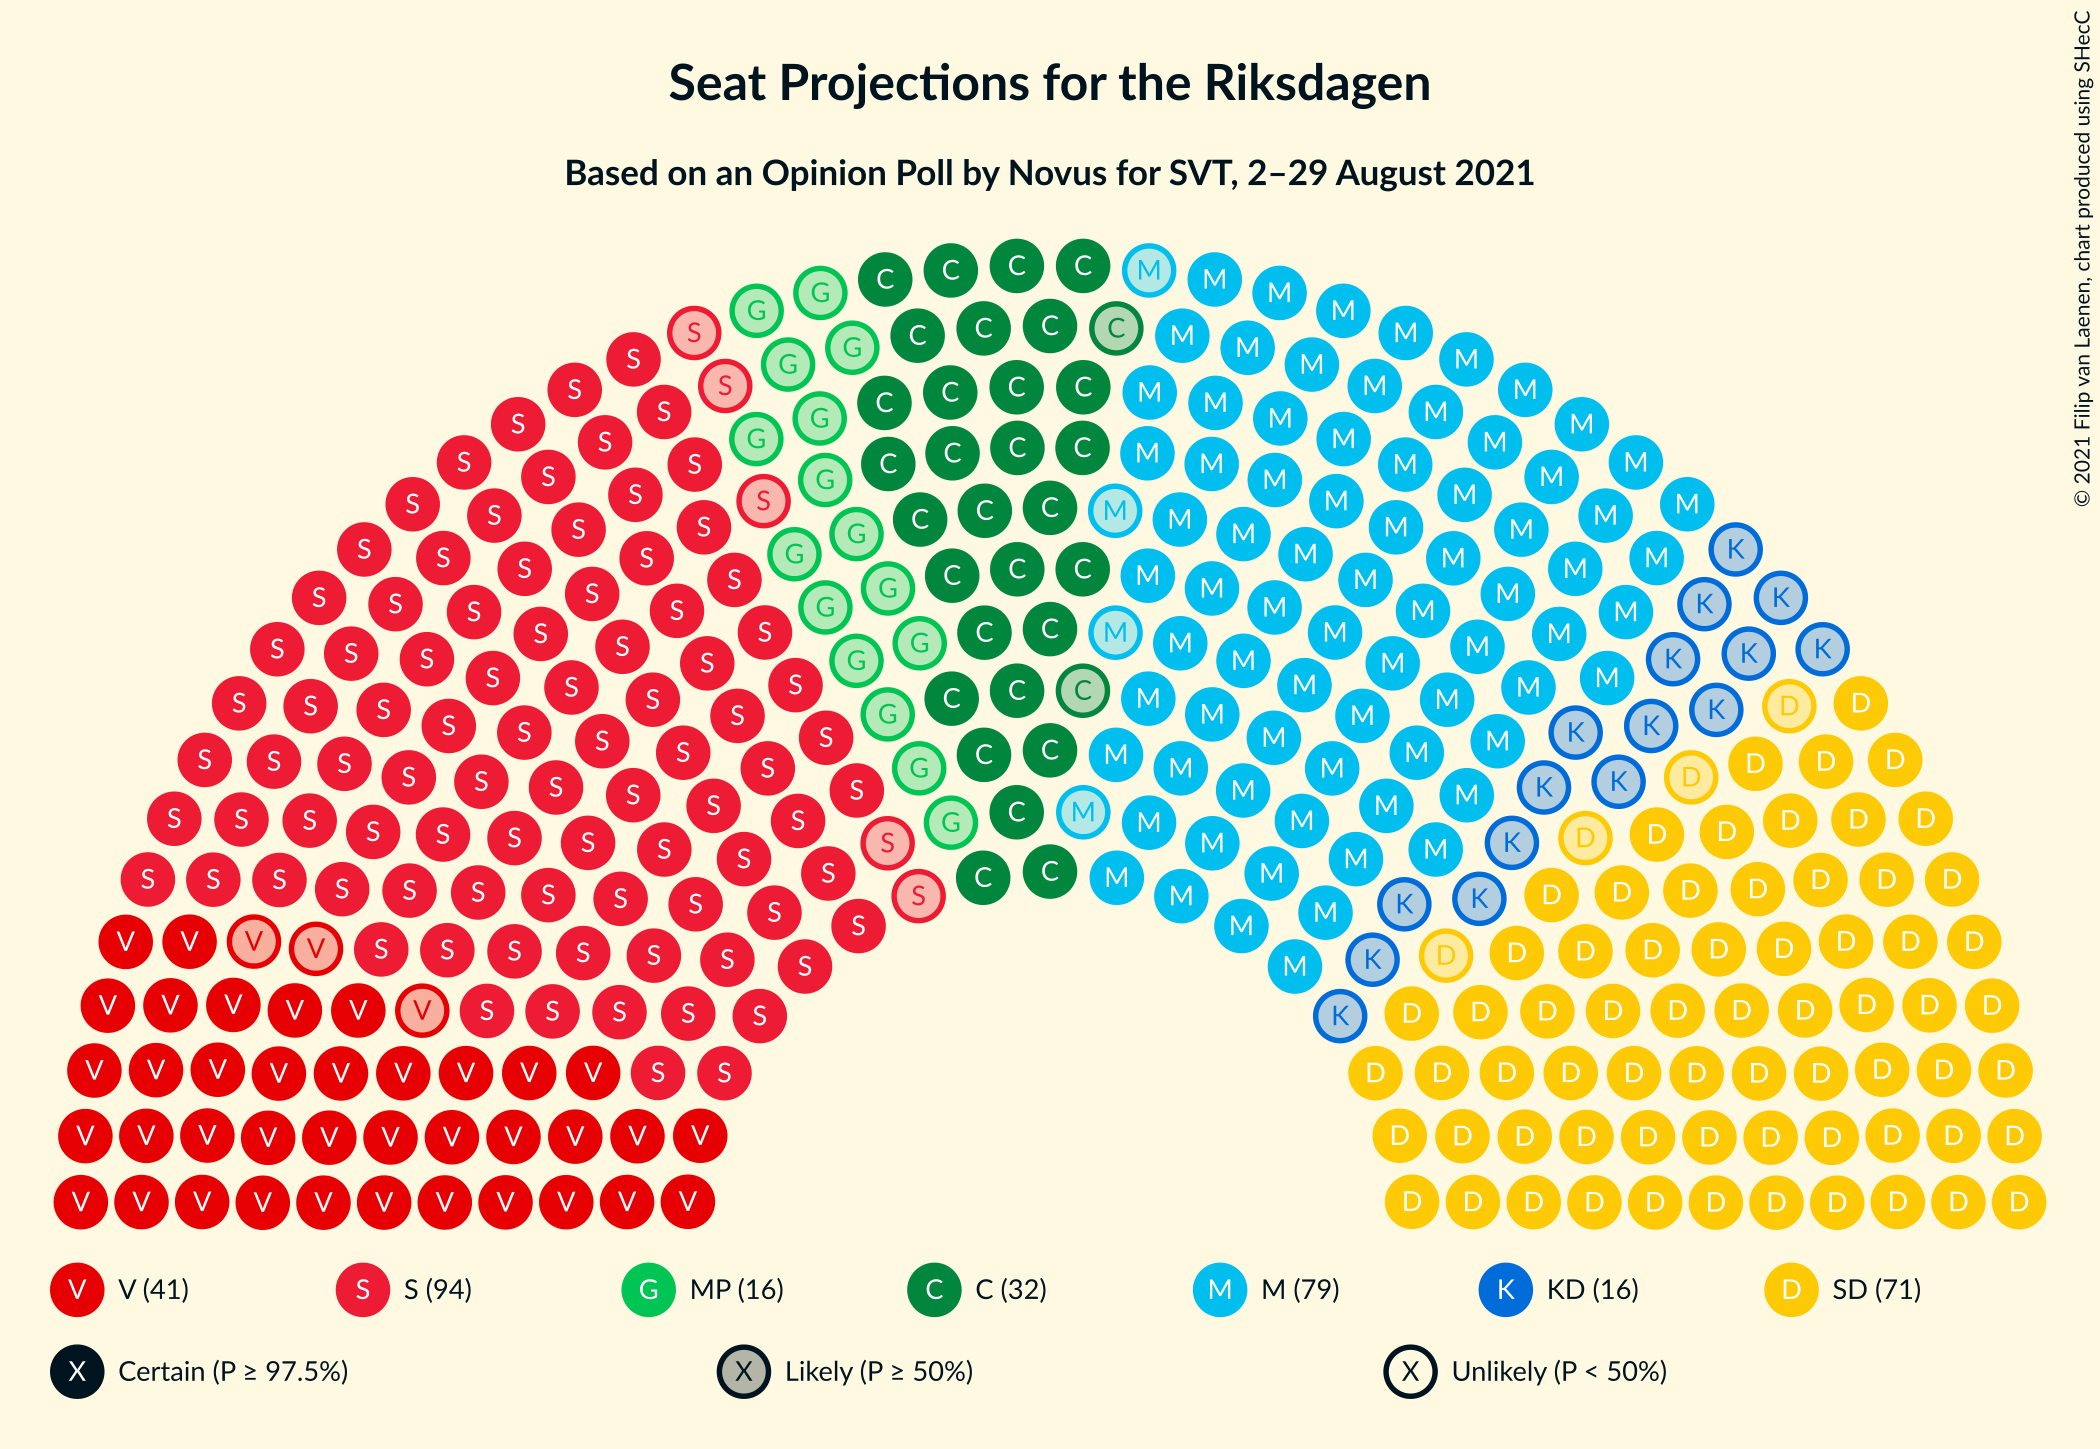 Seat Projections for the Riksdagen
Based on an Opinion Poll by Novus for SVT, 2–29 August 2021
© 2021 Filip van Laenen, chart produced using SHecC
V V (41) S S (94) G MP (16) C C (32) M M (79) K KD (16) D SD (71)
X Certain (P ≥ 97.5%) X Likely (P ≥ 50%) X Unlikely (P < 50%)